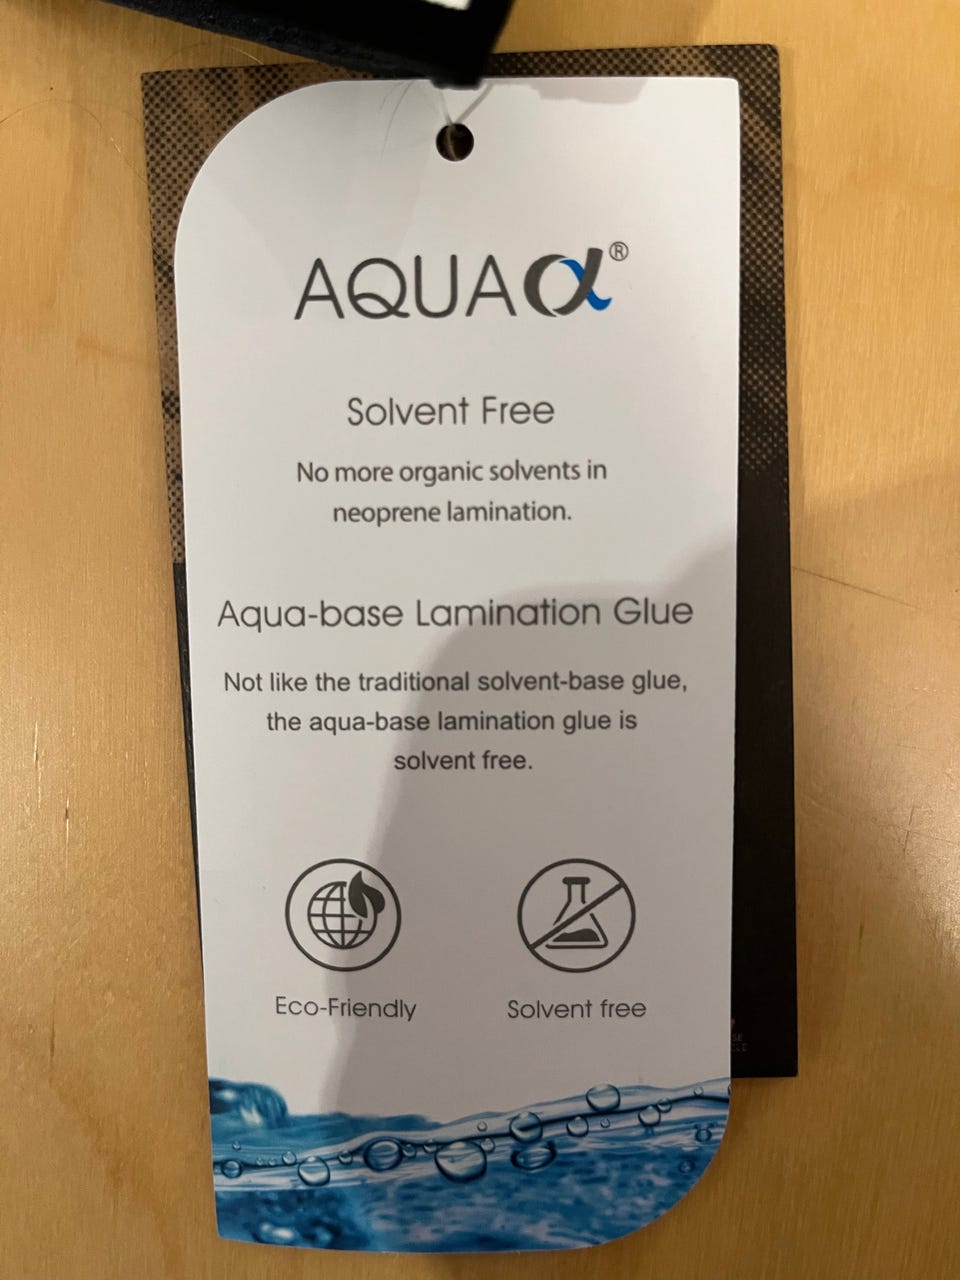 AQUAα®
Solvent Free
No more organic solvents in
neoprene lamination.
Aqua-base Lamination Glue
Not like the traditional solvent-base glue,
the aqua-base lamination glue is
solvent free.
Eco-Friendly
Solvent free